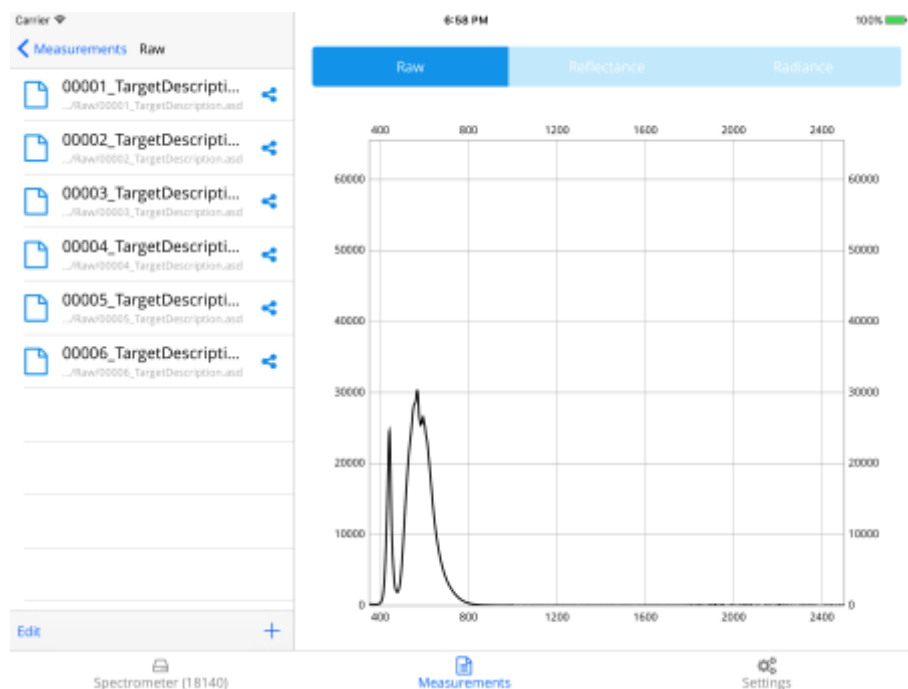 Carrier
6:58 PM
100%
Measurements Raw
00001_TargetDescripti...
.../Raw/00001_TargetDescription.asd
00002_TargetDescripti...
.../Raw/00002_TargetDescription.asd
00003_TargetDescripti...
.../Raw/00003_TargetDescription.asd
00004_TargetDescripti...
.../Raw/00004_TargetDescription.asd
00005_TargetDescripti...
.../Raw/00005_TargetDescription.asd
00006_TargetDescripti...
.../Raw/00006_TargetDescription.asd
Edit
Raw Reflectance Radiance
400 800 1200 1600 2000 2400
60000 60000
50000 50000
40000 40000
30000 30000
20000 20000
10000 10000
0 0
400 800 1200 1600 2000 2400
Spectrometer (18140)
Measurements
Settings